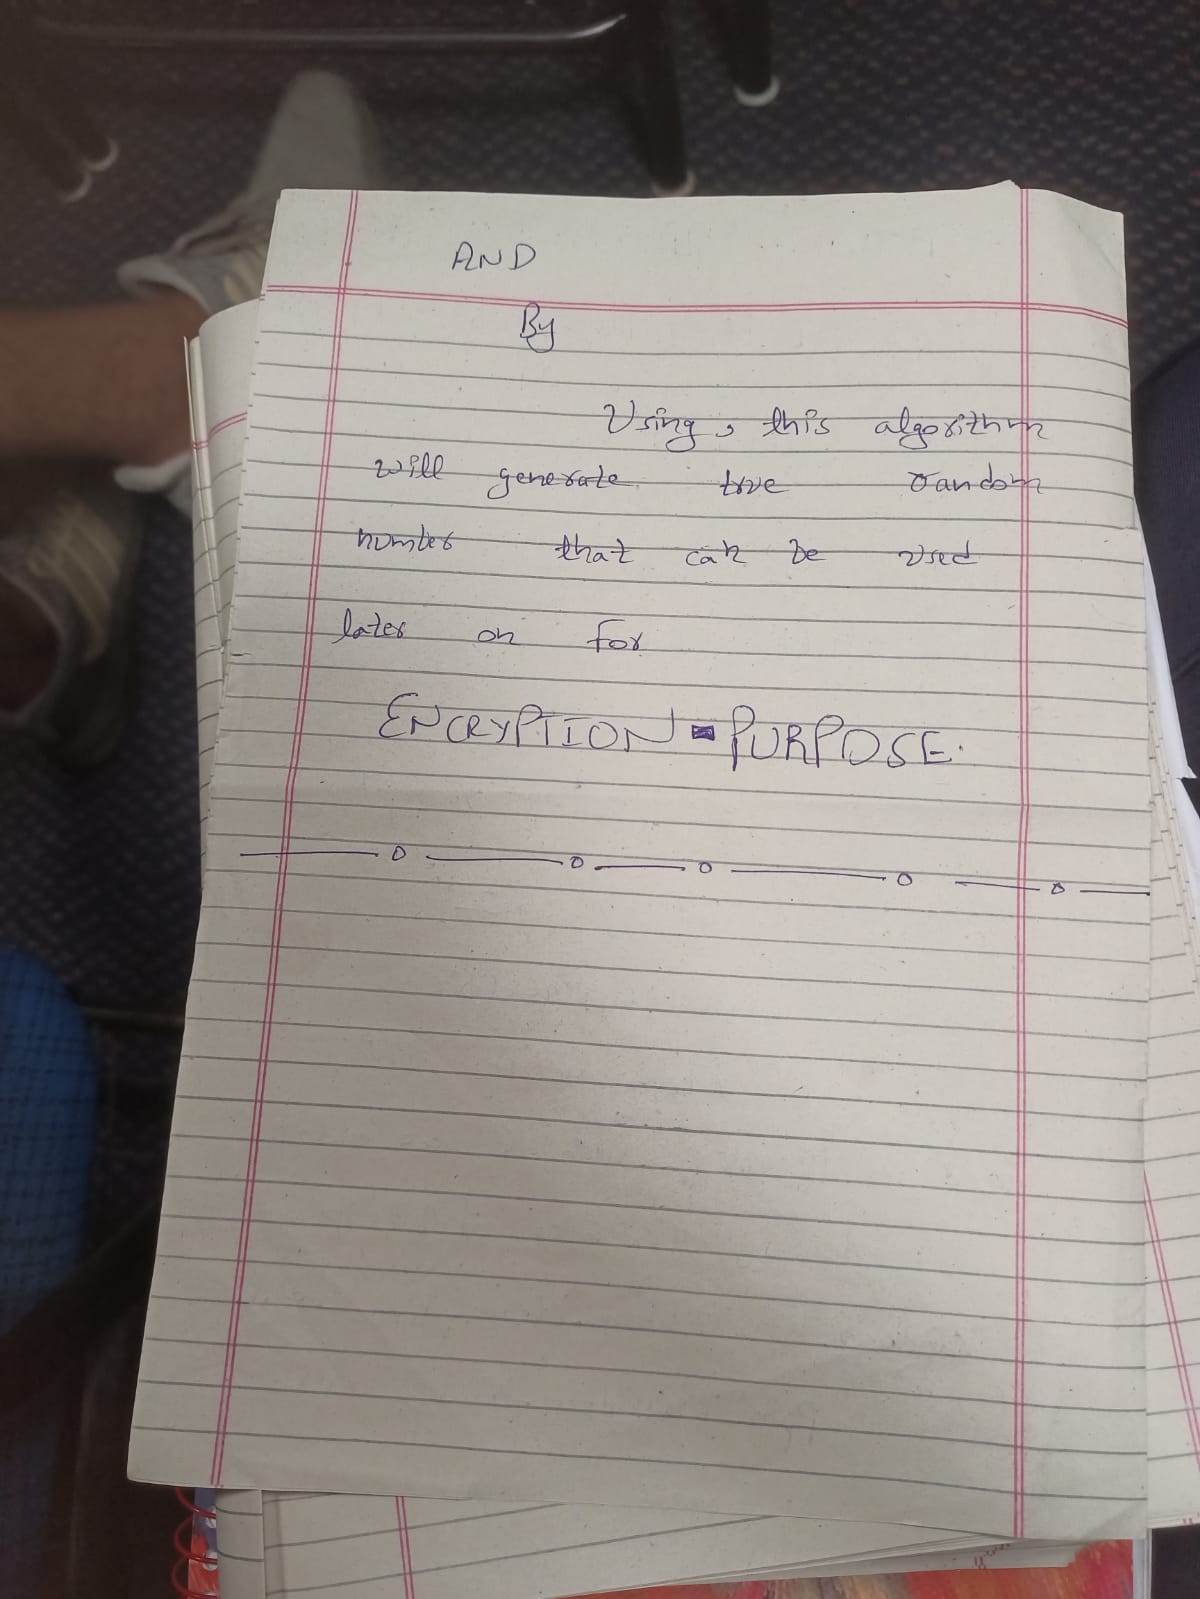 AND
By
Using, this algorithm
will generate true random
number that can be used
later on for
ENCRYPTION - PURPOSE.